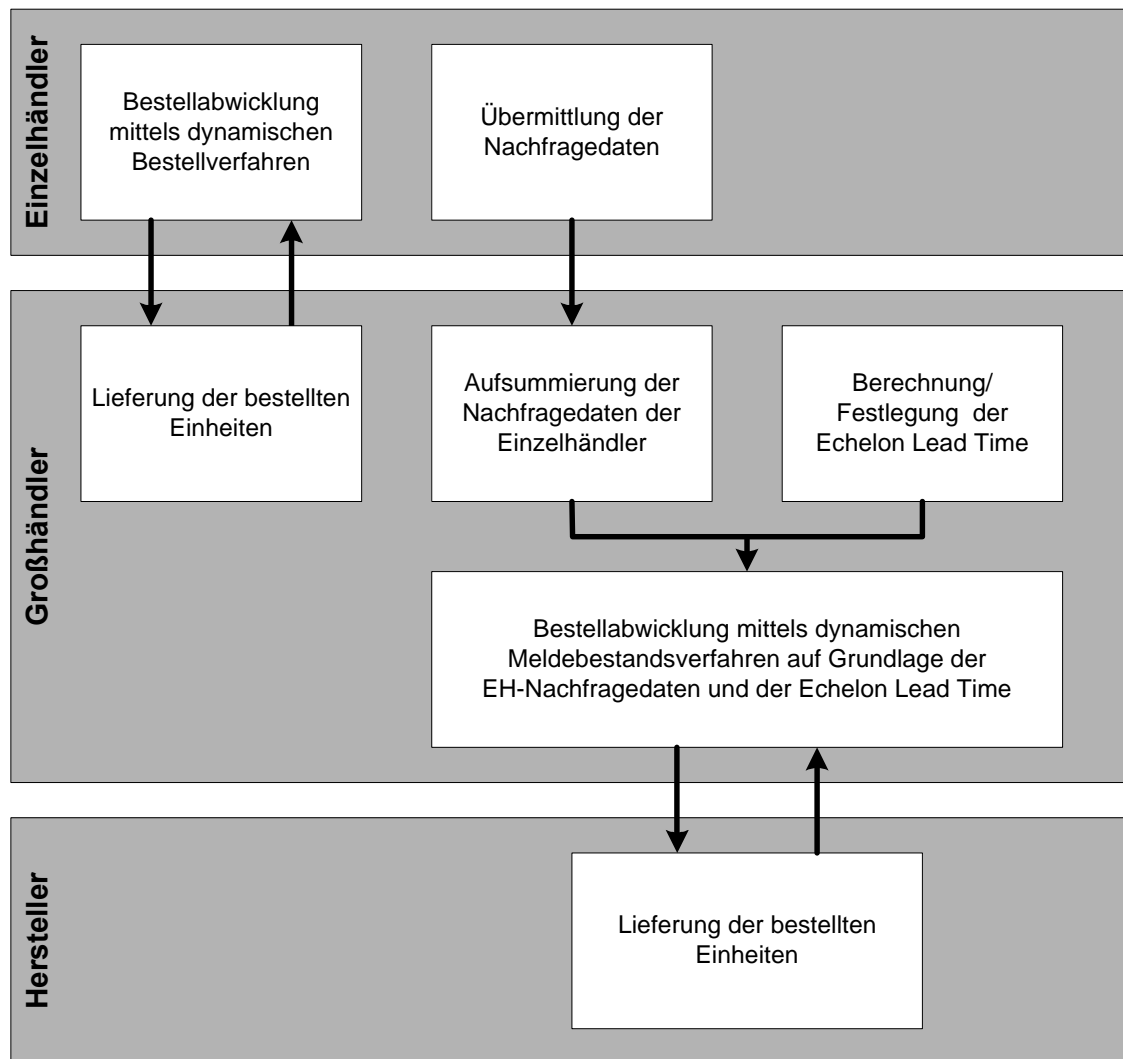 Einzelhändler
Bestellabwicklung
mittels dynamischen
Bestellverfahren
Übermittlung der
Nachfragedaten
Großhändler
Lieferung der bestellten
Einheiten
Aufsummierung der
Nachfragedaten der
Einzelhändler
Berechnung/
Festlegung der
Echelon Lead Time
Bestellabwicklung mittels dynamischen
Meldebestandsverfahren auf Grundlage der
EH-Nachfragedaten und der Echelon Lead Time
Hersteller
Lieferung der bestellten
Einheiten